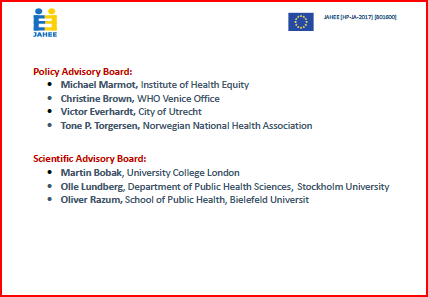 JAHEE
JAHEE [HP-JA-2017] [801600]
Policy Advisory Board:
• Michael Marmot, Institute of Health Equity
• Christine Brown, WHO Venice Office
• Victor Everhardt, City of Utrecht
• Tone P. Torgersen, Norwegian National Health Association
Scientific Advisory Board:
• Martin Bobak, University College London
• Olle Lundberg, Department of Public Health Sciences, Stockholm University
• Oliver Razum, School of Public Health, Bielefeld Universit